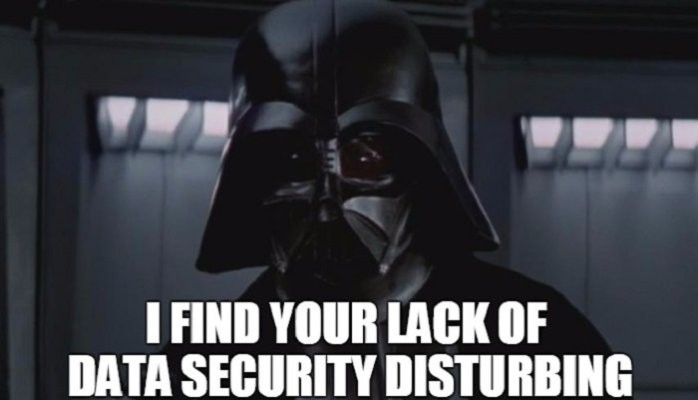 I FIND YOUR LACK OF
DATA SECURITY DISTURBING